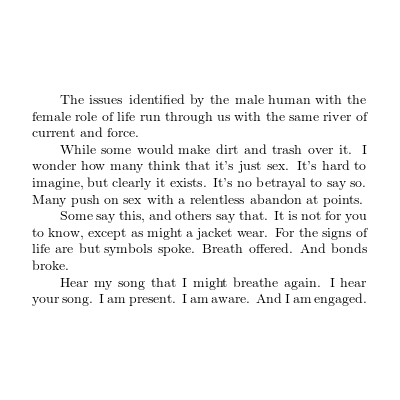 The issues identified by the male human with the
female role of life run through us with the same river of
current and force.
While some would make dirt and trash over it. I
wonder how many think that it's just sex. It's hard to
imagine, but clearly it exists. It's no betrayal to say so.
Many push on sex with a relentless abandon at points.
Some say this, and others say that. It is not for you
to know, except as might a jacket wear. For the signs of
life are but symbols spoke. Breath offered. And bonds
broke.
Hear my song that I might breathe again. I hear
your song. I am present. I am aware. And I am engaged.